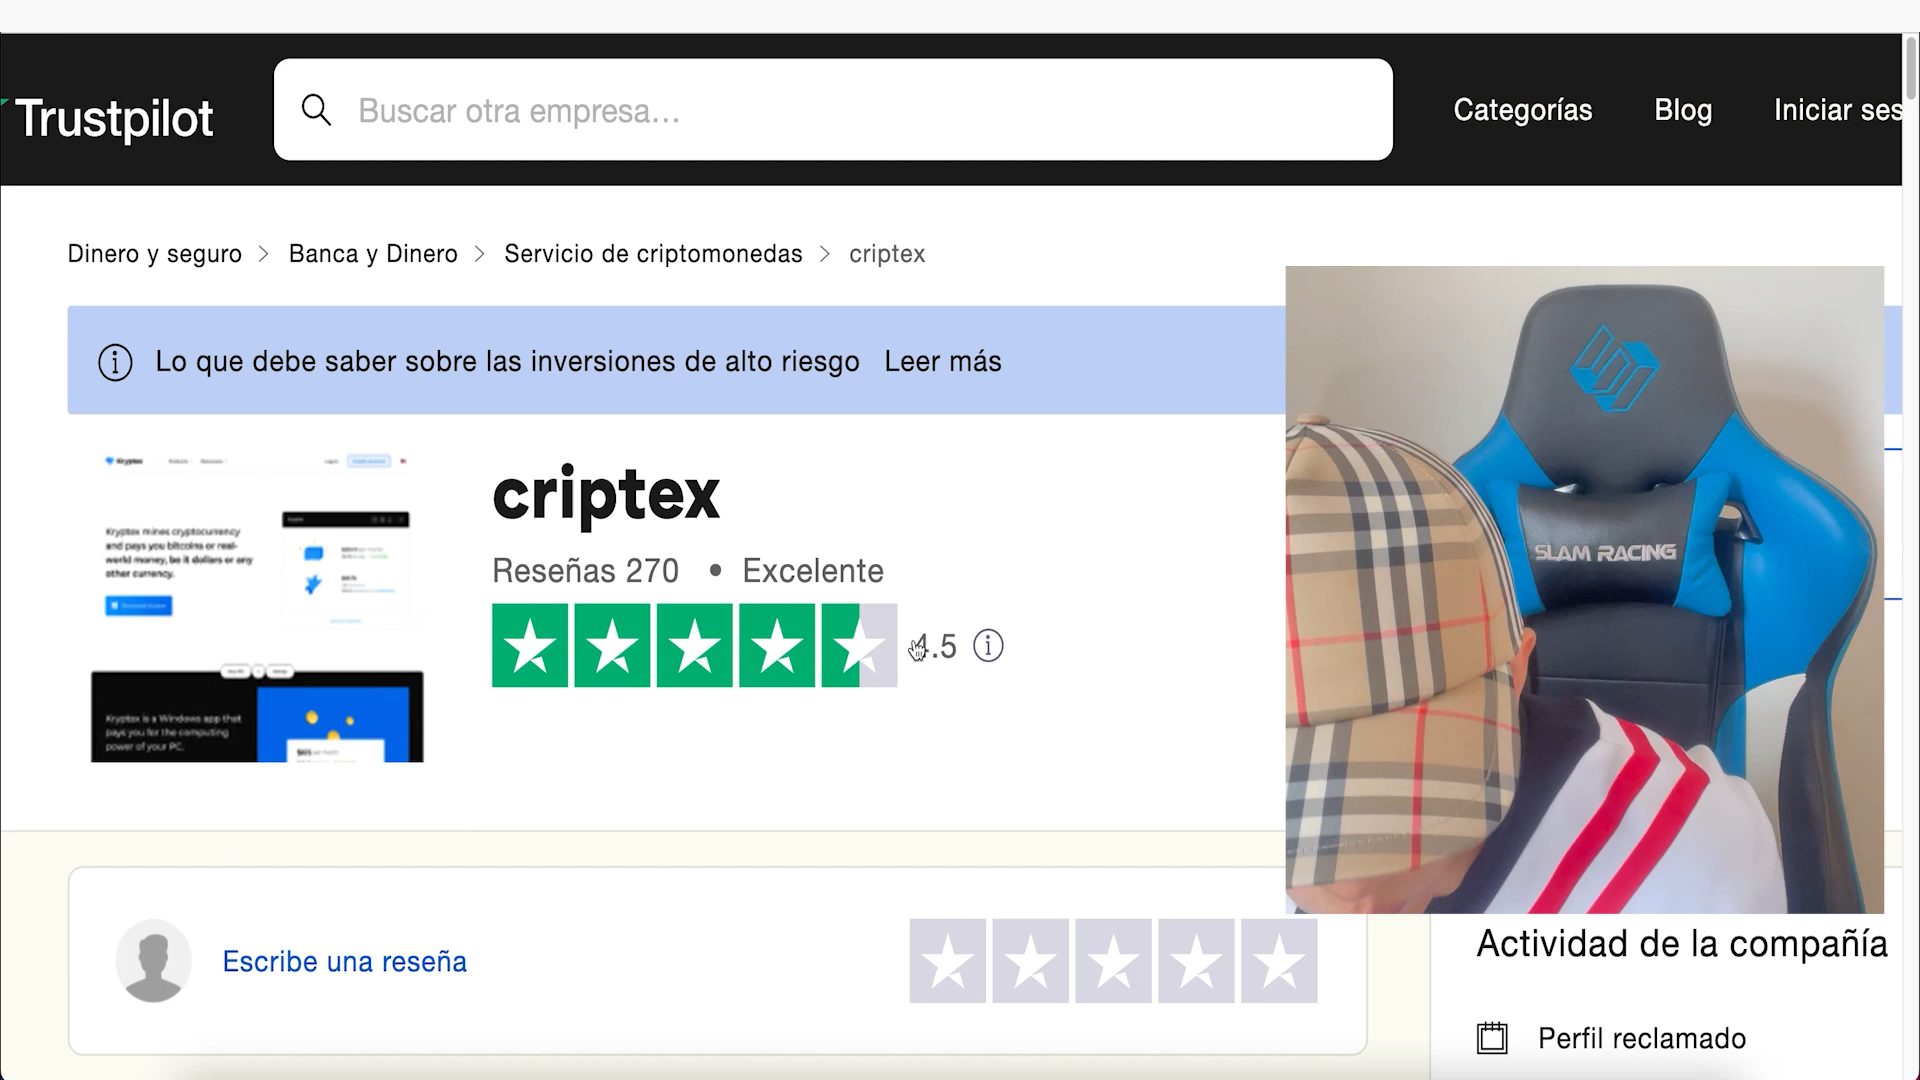 Trustpilot
Buscar otra empresa...
Categorías
Blog
Iniciar ses
Dinero y seguro > Banca y Dinero > Servicio de criptomonedas > criptex
Lo que debe saber sobre las inversiones de alto riesgo Leer más
Kryptex
Kryptex mines cryptocurrency
and pays you bitcoins or real-
world money, be it dollars or any
other currency.
Kryptex is a Windows app that
pays you for the computing
power of your PC.
criptex
Reseñas 270 • Excelente
4.5
SLAM RACING
Escribe una reseña
Actividad de la compañía
Perfil reclamado